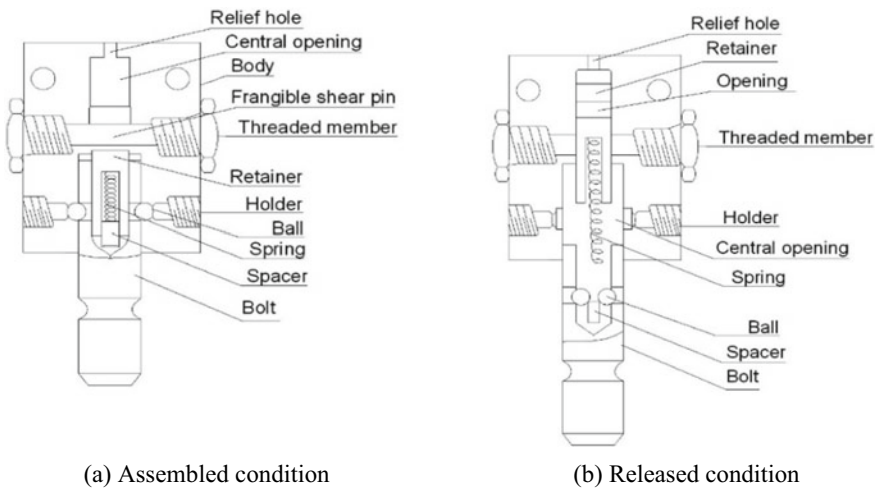 Relief hole
Central opening
Body
Frangible shear pin
Threaded member
Retainer
Holder
Ball
Spring
Spacer
Bolt
(a) Assembled condition
Relief hole
Retainer
Opening
Threaded member
Holder
Central opening
Spring
Ball
Spacer
Bolt
(b) Released condition